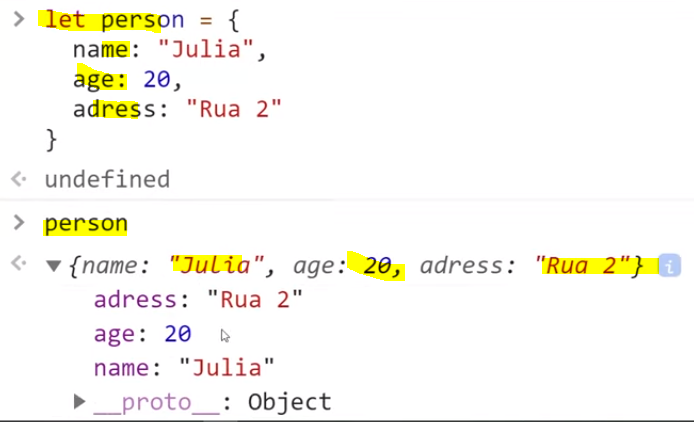 > let person = {
name: "Julia",
age: 20,
adress: "Rua 2"
}
undefined
> person
{name: "Julia", age: 20, adress: "Rua 2"} i
adress: "Rua 2"
age: 20
name: "Julia"
__proto__: Object